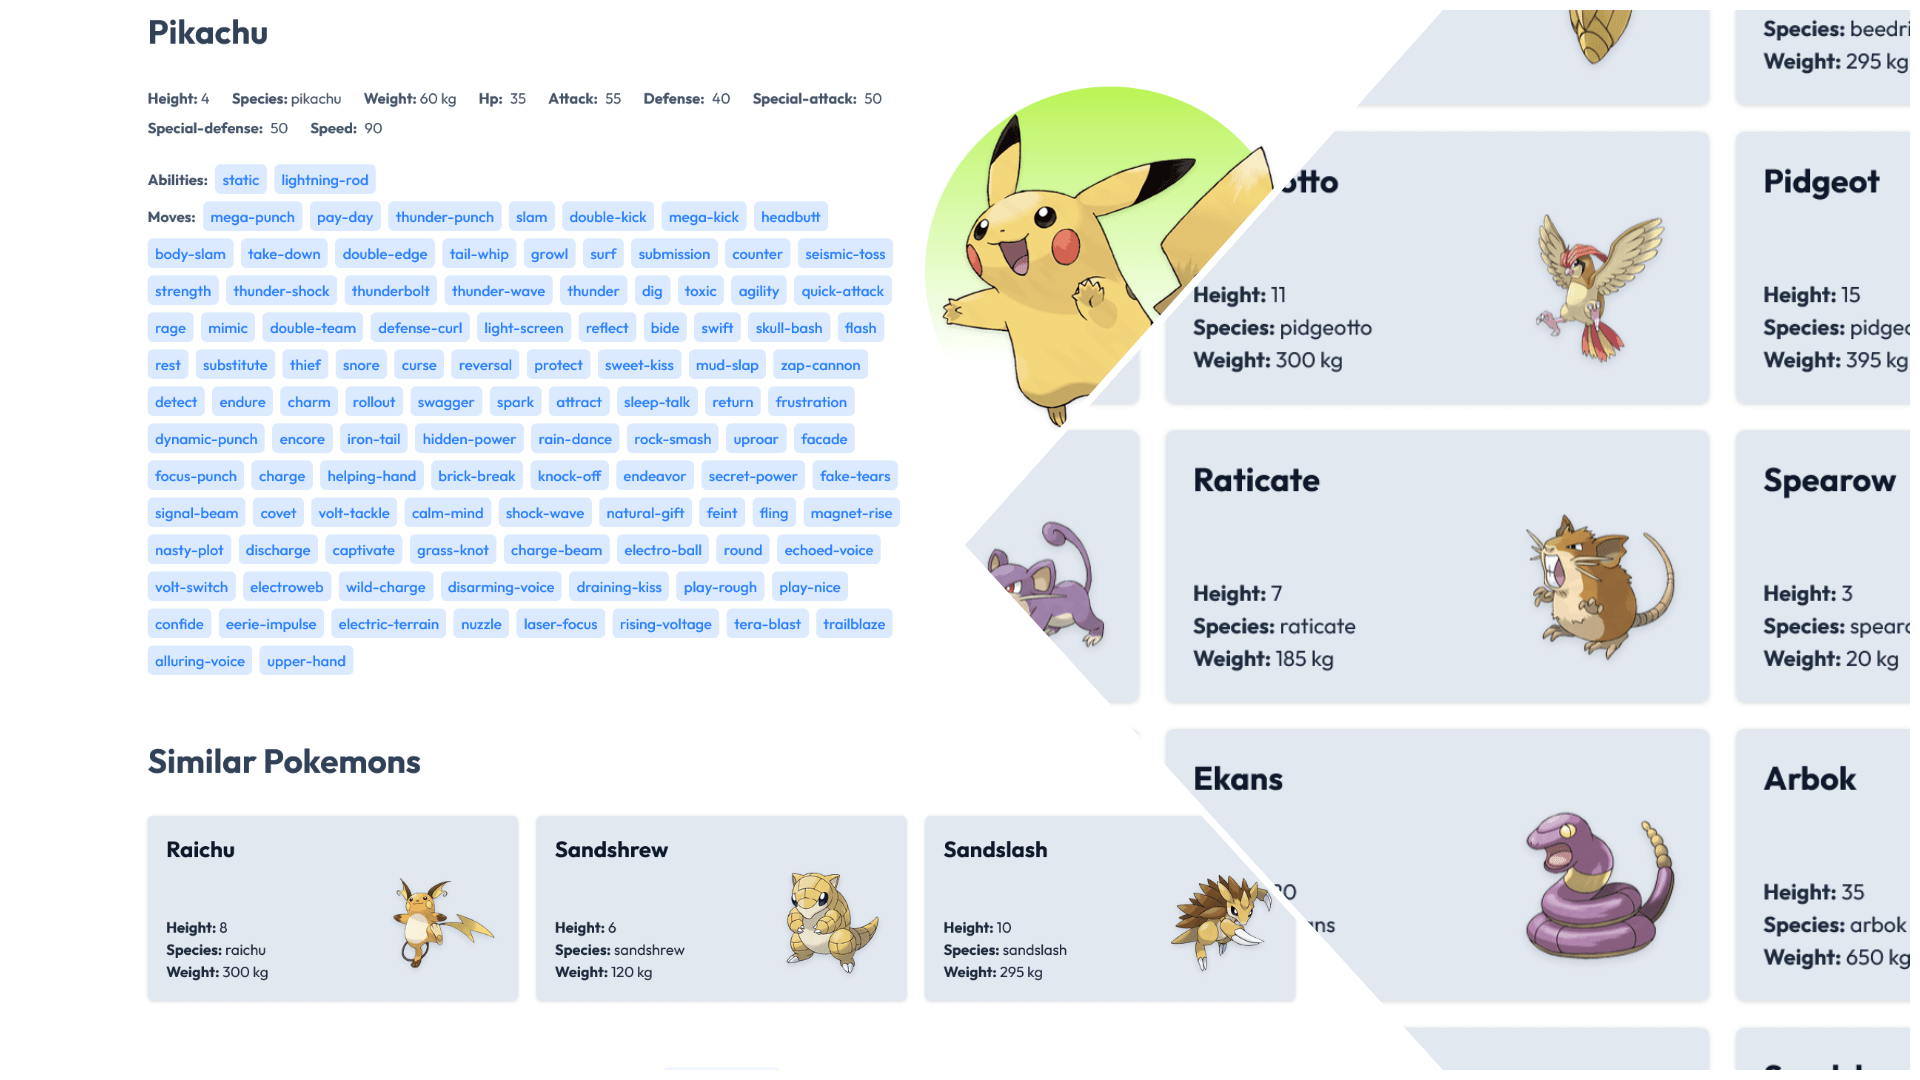 Pikachu
Height: 4 Species: pikachu Weight: 60 kg Hp: 35 Attack: 55 Defense: 40 Special-attack: 50
Special-defense: 50 Speed: 90
Abilities: static lightning-rod
Moves: mega-punch pay-day thunder-punch slam double-kick mega-kick headbutt
body-slam take-down double-edge tail-whip growl surf submission counter seismic-toss
strength thunder-shock thunderbolt thunder-wave thunder dig toxic agility quick-attack
rage mimic double-team defense-curl light-screen reflect bide swift skull-bash flash
rest substitute thief snore curse reversal protect sweet-kiss mud-slap zap-cannon
detect endure charm rollout swagger spark attract sleep-talk return frustration
dynamic-punch encore iron-tail hidden-power rain-dance rock-smash uproar facade
focus-punch charge helping-hand brick-break knock-off endeavor secret-power fake-tears
signal-beam covet volt-tackle calm-mind shock-wave natural-gift feint fling magnet-rise
nasty-plot discharge captivate grass-knot charge-beam electro-ball round echoed-voice
volt-switch electroweb wild-charge disarming-voice draining-kiss play-rough play-nice
confide eerie-impulse electric-terrain nuzzle laser-focus rising-voltage tera-blast trailblaze
alluring-voice upper-hand
Similar Pokemons
Raichu
Height: 8
Species: raichu
Weight: 300 kg
Sandshrew
Height: 6
Species: sandshrew
Weight: 120 kg
Sandslash
Height: 10
Species: sandslash
Weight: 295 kg
Species: beedri
Weight: 295 kg
otto
Height: 11
Species: pidgeotto
Weight: 300 kg
Pidgeot
Height: 15
Species: pidgeo
Weight: 395 kg
Raticate
Height: 7
Species: raticate
Weight: 185 kg
Spearow
Height: 3
Species: spearo
Weight: 20 kg
Ekans
20
ans
Arbok
Height: 35
Species: arbok
Weight: 650 kg